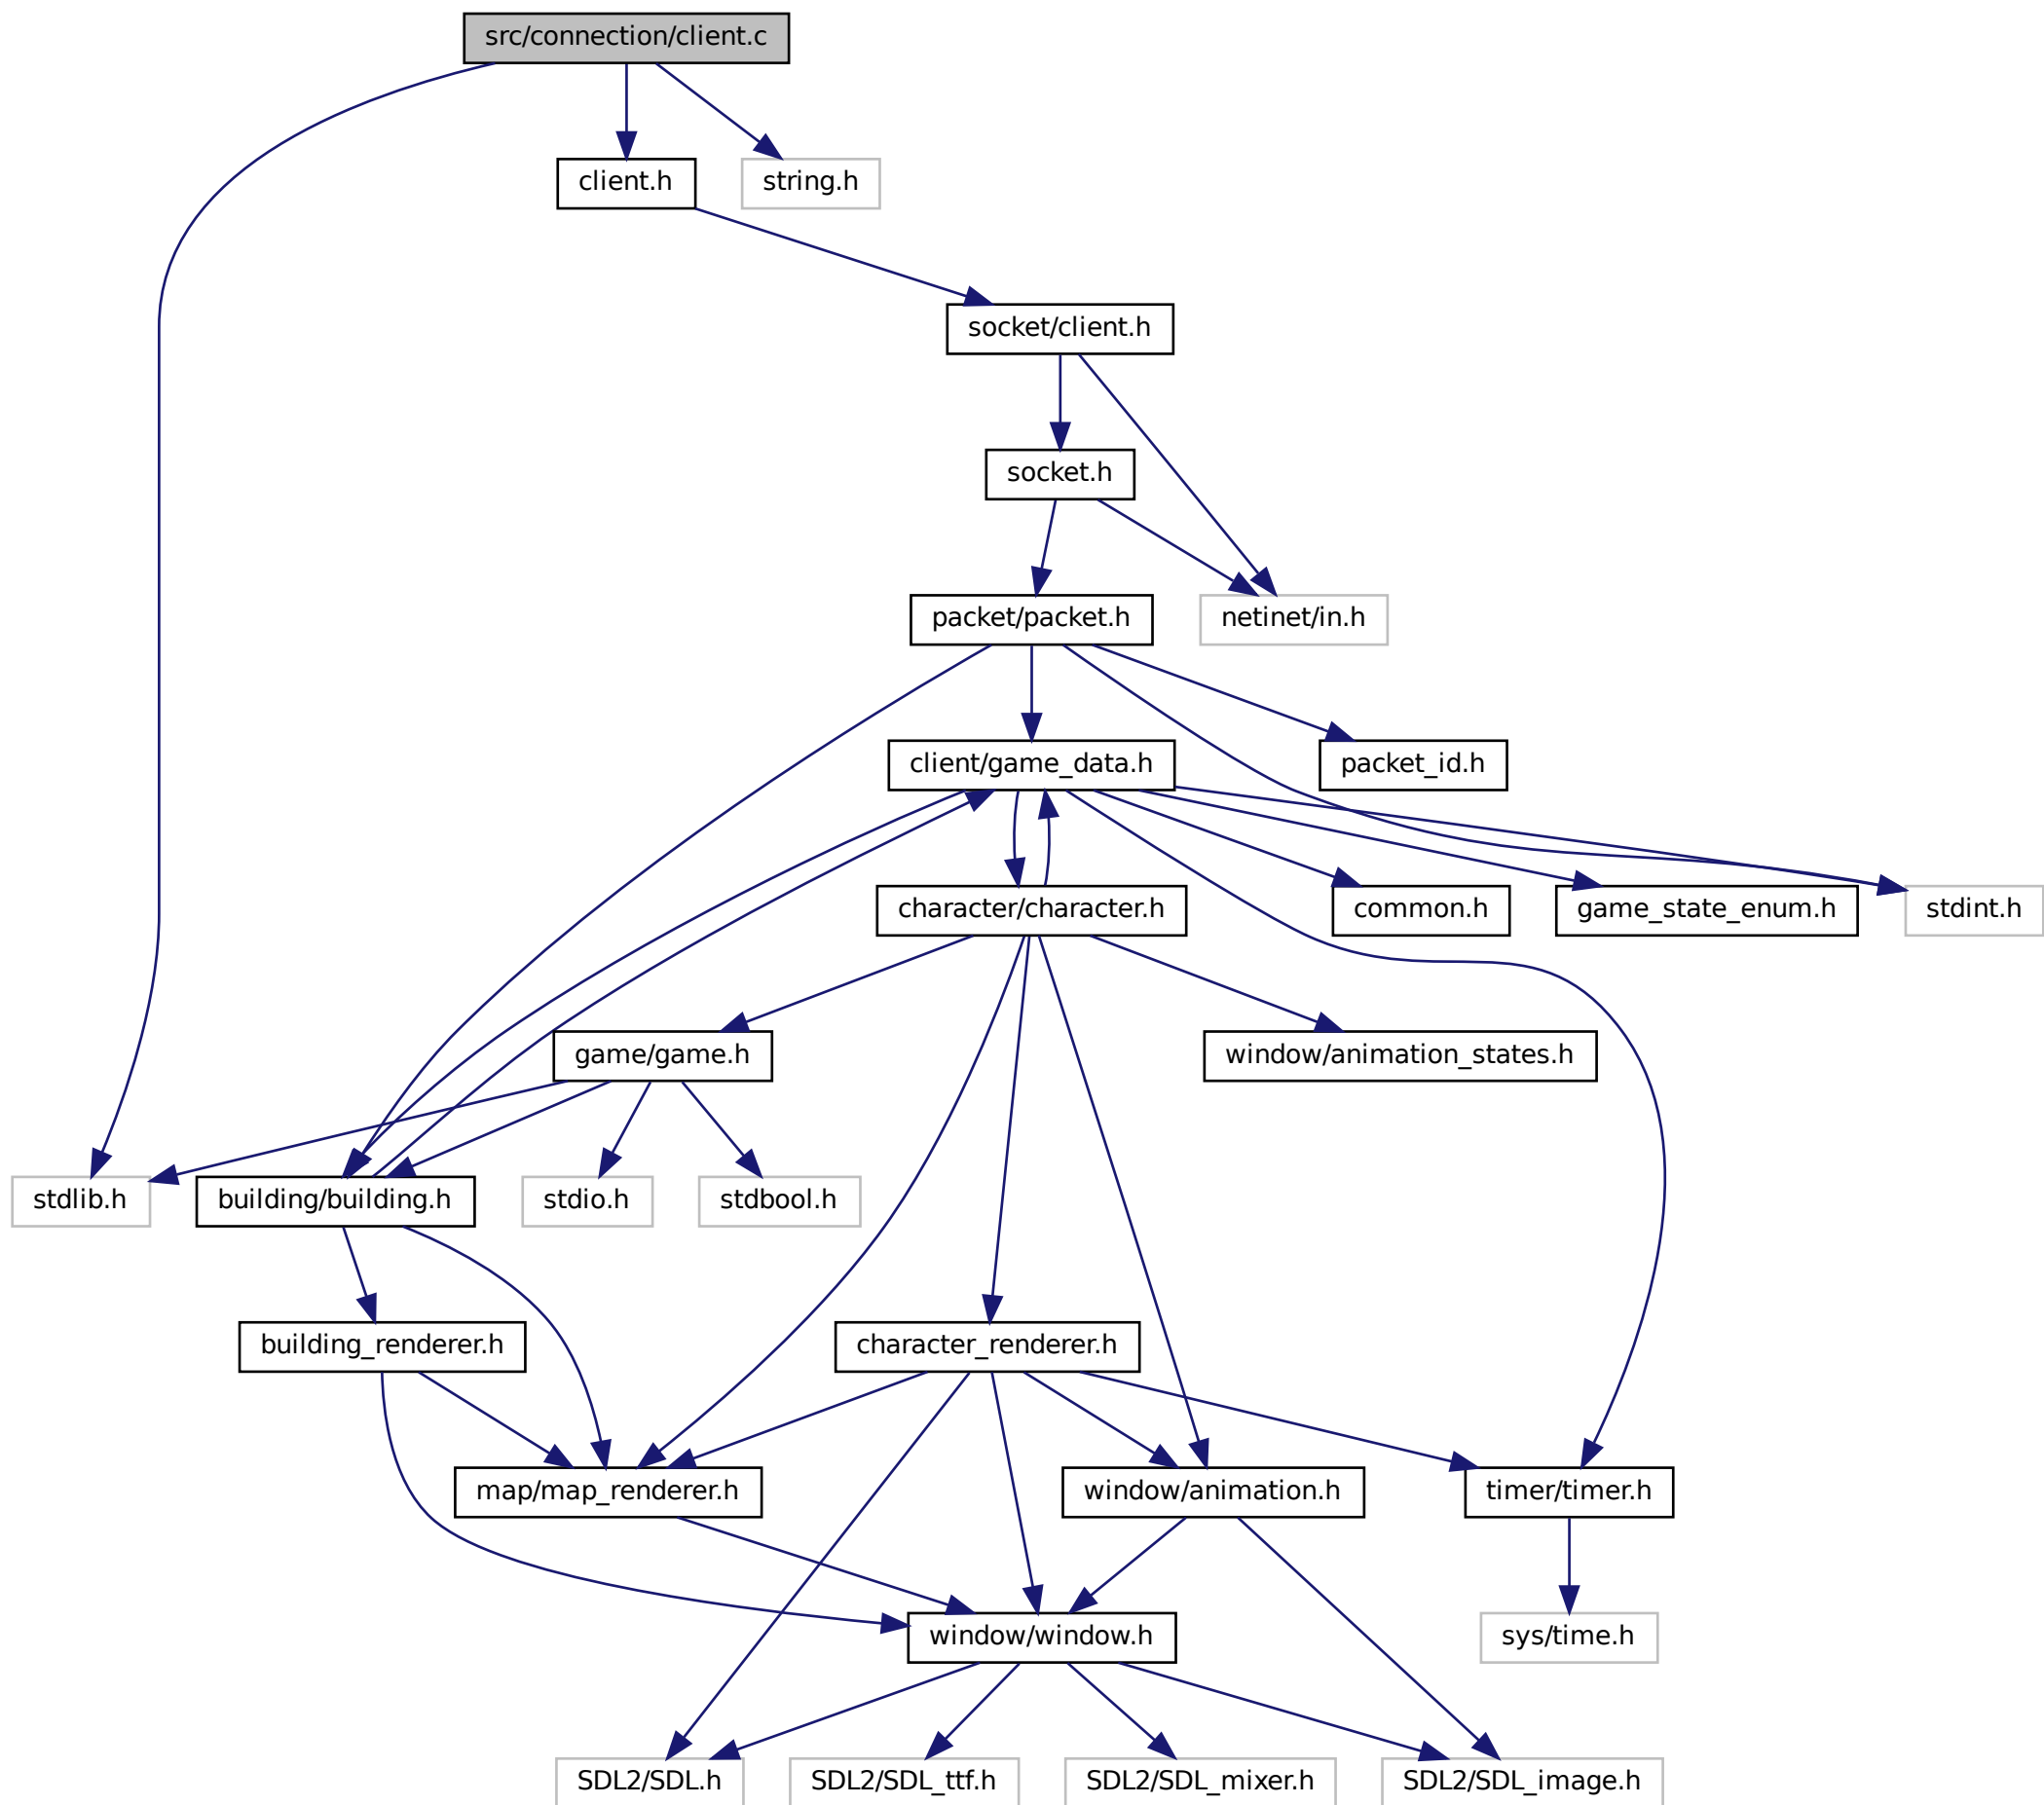 src/connection/client.c
client.h
string.h
socket/client.h
socket.h
packet/packet.h
netinet/in.h
client/game_data.h
packet_id.h
character/character.h
common.h
game_state_enum.h
stdint.h
game/game.h
window/animation_states.h
stdlib.h
building/building.h
stdio.h
stdbool.h
building_renderer.h
character_renderer.h
map/map_renderer.h
window/animation.h
timer/timer.h
window/window.h
sys/time.h
SDL2/SDL.h
SDL2/SDL_ttf.h
SDL2/SDL_mixer.h
SDL2/SDL_image.h